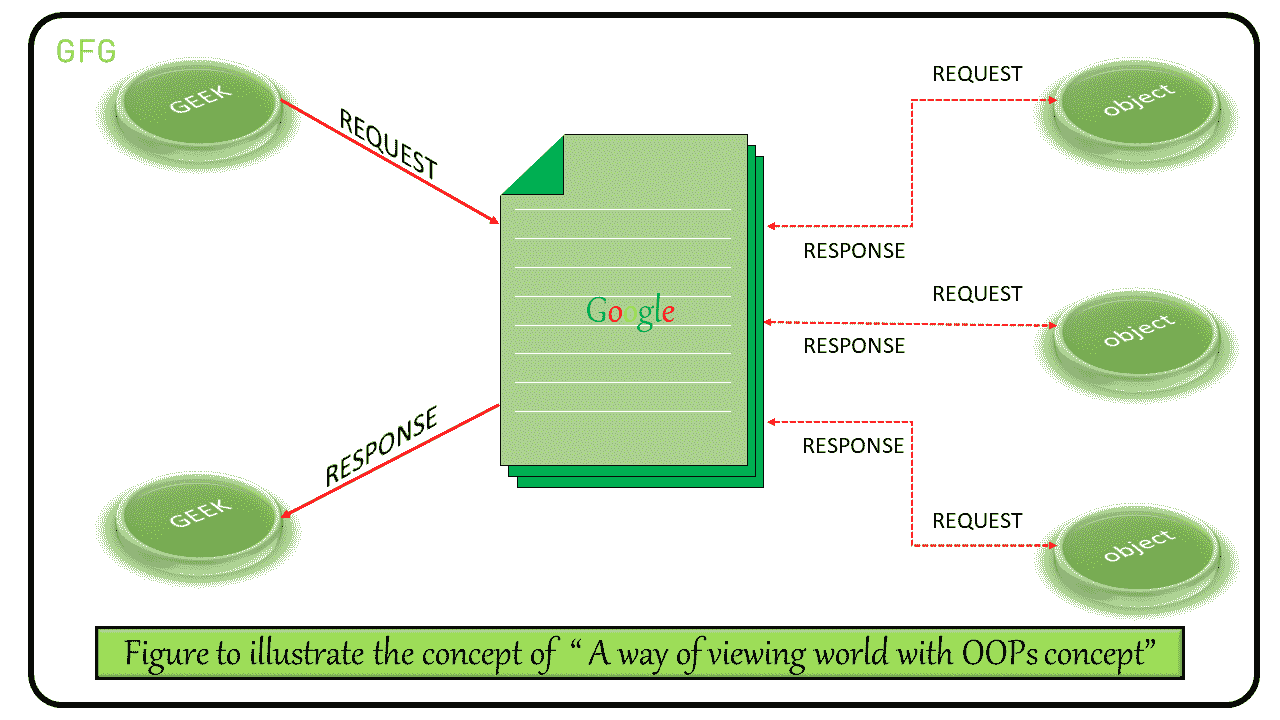 GFG
GEEK
REQUEST
REQUEST
object
RESPONSE
Google
REQUEST
RESPONSE
object
RESPONSE
RESPONSE
GEEK
REQUEST
object
Figure to illustrate the concept of “ A way of viewing world with OOPs concept”